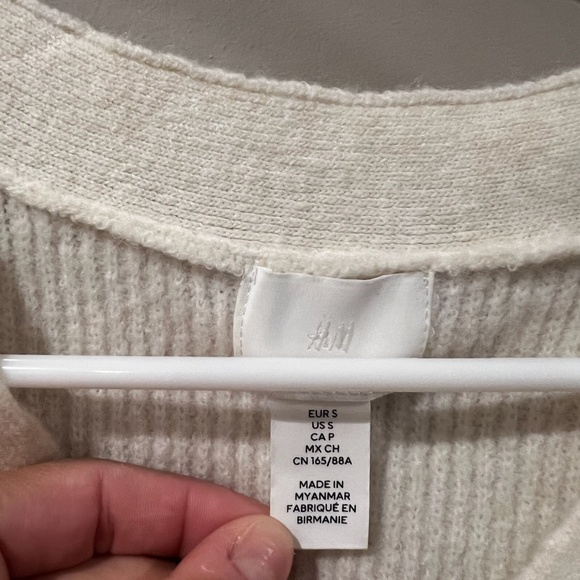 H&M
EUR S
US S
CA P
MX CH
CN 165/88A
MADE IN
MYANMAR
FABRIQUÉ EN
BIRMANIE